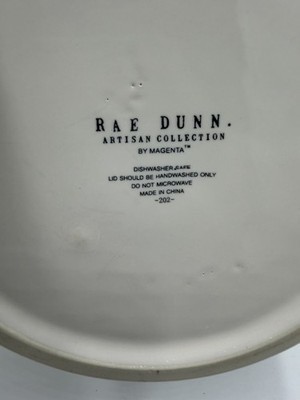 RAE DUNN.
ARTISAN COLLECTION
BY MAGENTA™
DISHWASHER SAFE
LID SHOULD BE HANDWASHED ONLY
DO NOT MICROWAVE
MADE IN CHINA
-202-